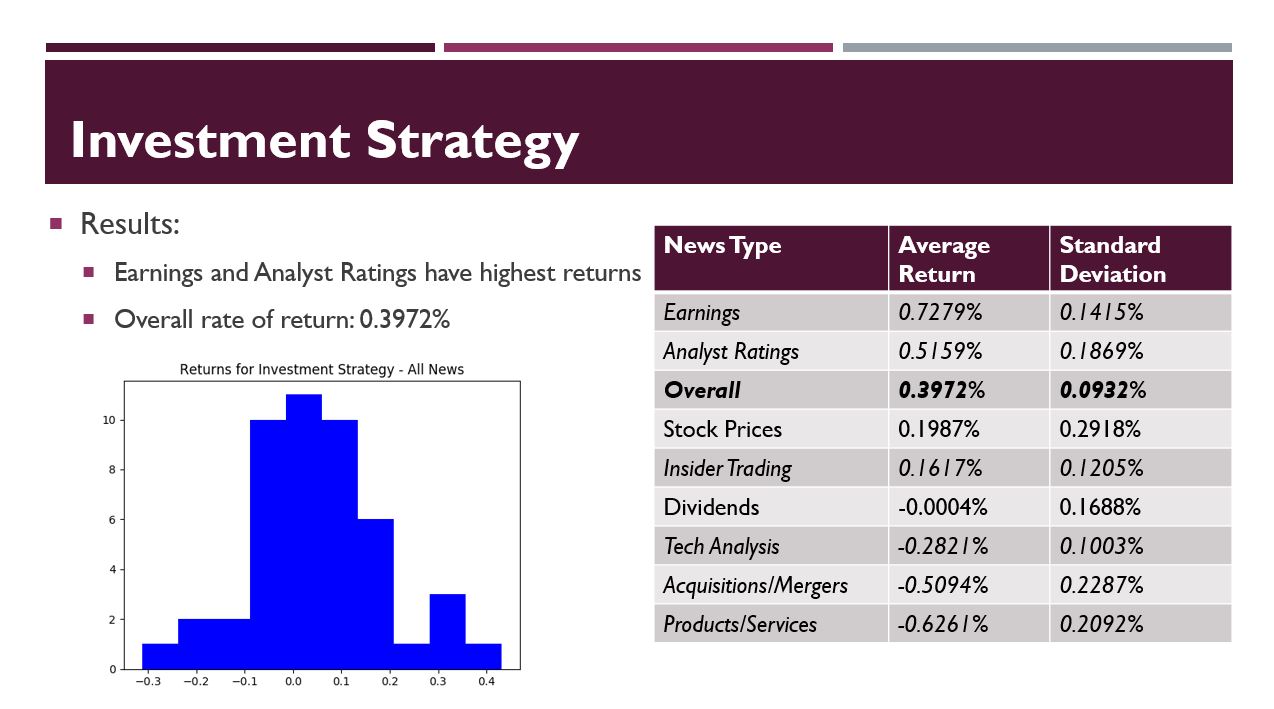 Investment Strategy
Results:
Earnings and Analyst Ratings have highest returns
Overall rate of return: 0.3972%
Returns for Investment Strategy - All News
10
8
6
4
2
0
−0.3 −0.2 −0.1 0.0 0.1 0.2 0.3 0.4
News Type Average Return Standard Deviation
Earnings 0.7279% 0.1415%
Analyst Ratings 0.5159% 0.1869%
Overall 0.3972% 0.0932%
Stock Prices 0.1987% 0.2918%
Insider Trading 0.1617% 0.1205%
Dividends -0.0004% 0.1688%
Tech Analysis -0.2821% 0.1003%
Acquisitions/Mergers -0.5094% 0.2287%
Products/Services -0.6261% 0.2092%